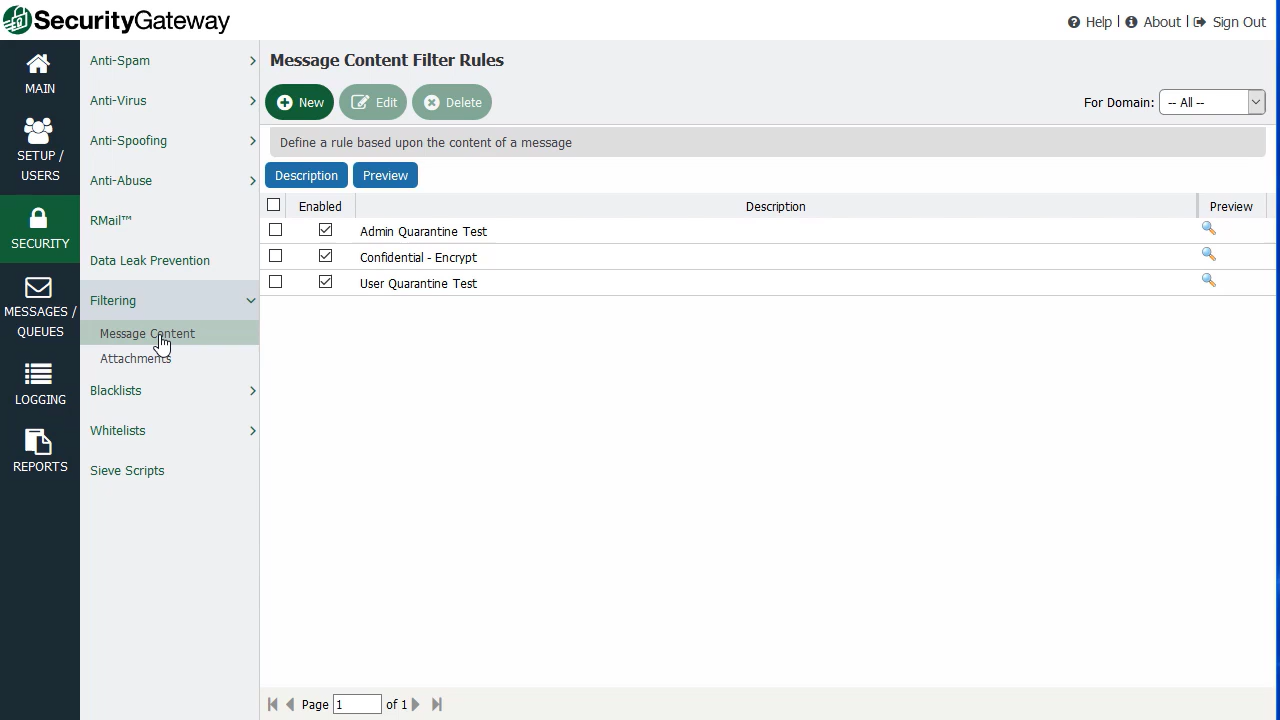 SecurityGateway
Help | About | Sign Out
MAIN
SETUP / USERS
SECURITY
MESSAGES / QUEUES
LOGGING
REPORTS
Anti-Spam
Anti-Virus
Anti-Spoofing
Anti-Abuse
RMail™
Data Leak Prevention
Filtering
Message Content
Attachments
Blacklists
Whitelists
Sieve Scripts
Message Content Filter Rules
New Edit Delete
For Domain: -- All --
Define a rule based upon the content of a message
Description Preview
Enabled Description Preview
Admin Quarantine Test
Confidential - Encrypt
User Quarantine Test
Page 1 of 1